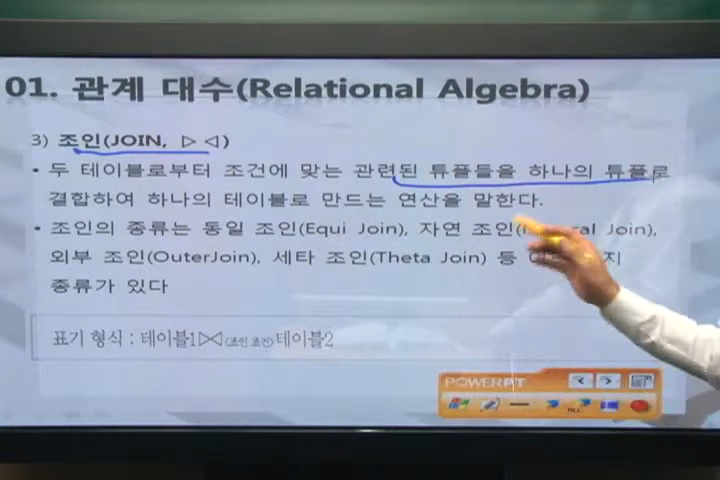 01. 관계 대수(Relational Algebra)
3) 조인(JOIN, ▷◁)
• 두 테이블로부터 조건에 맞는 관련된 튜플들을 하나의 튜플로
결합하여 하나의 테이블로 만드는 연산을 말한다.
• 조인의 종류는 동일 조인(Equi Join), 자연 조인( Join),
외부 조인(OuterJoin), 세타 조인(Theta Join) 등
종류가 있다
표기 형식 : 테이블1⋈(조인 조건)테이블2
POWERPT
ALL